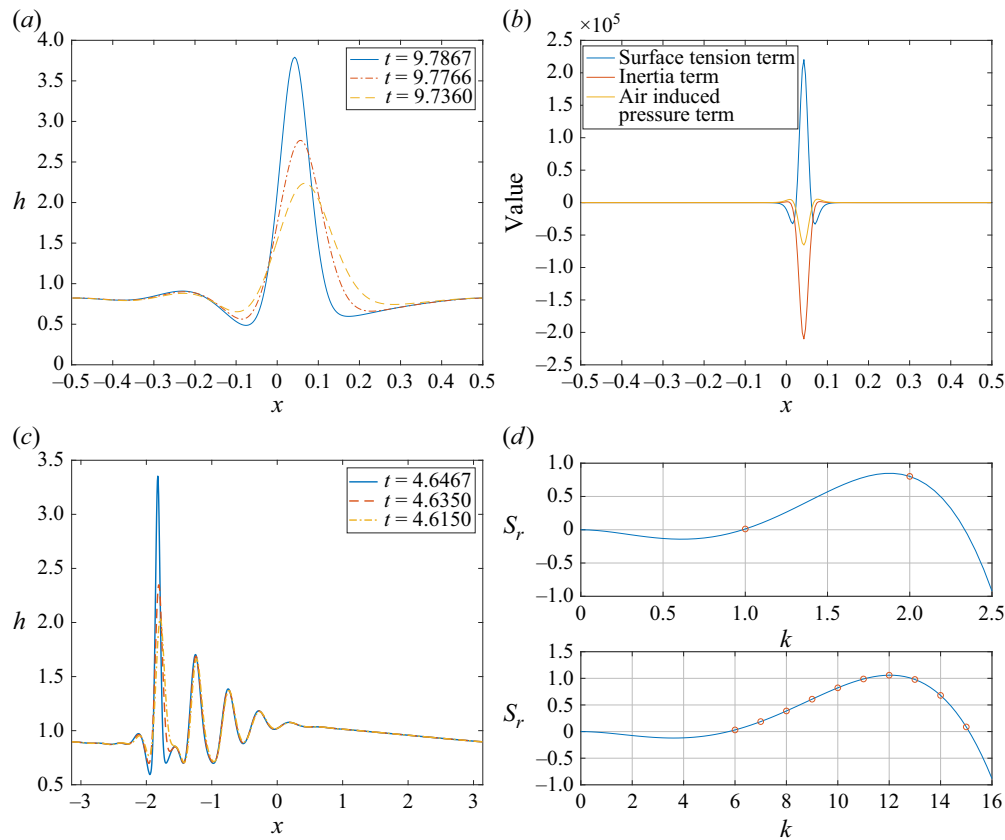 (a)
4.0
3.5
3.0
2.5
2.0
1.5
1.0
0.5
0
h
t = 9.7867
t = 9.7766
t = 9.7360
–0.5 –0.4 –0.3 –0.2 –0.1 0 0.1 0.2 0.3 0.4 0.5
x
(b)
×10⁵
2.5
2.0
1.5
1.0
0.5
0
–0.5
–1.0
–1.5
–2.0
–2.5
Value
Surface tension term
Inertia term
Air induced
pressure term
–0.5 –0.4 –0.3 –0.2 –0.1 0 0.1 0.2 0.3 0.4 0.5
x
(c)
3.5
3.0
2.5
2.0
1.5
1.0
0.5
h
t = 4.6467
t = 4.6350
t = 4.6150
–3 –2 –1 0 1 2 3
x
(d)
1.0
0.5
0
–0.5
–1.0
Sᵣ
0 0.5 1.0 1.5 2.0 2.5
k
1.5
1.0
0.5
0
–0.5
–1.0
Sᵣ
0 2 4 6 8 10 12 14 16
k